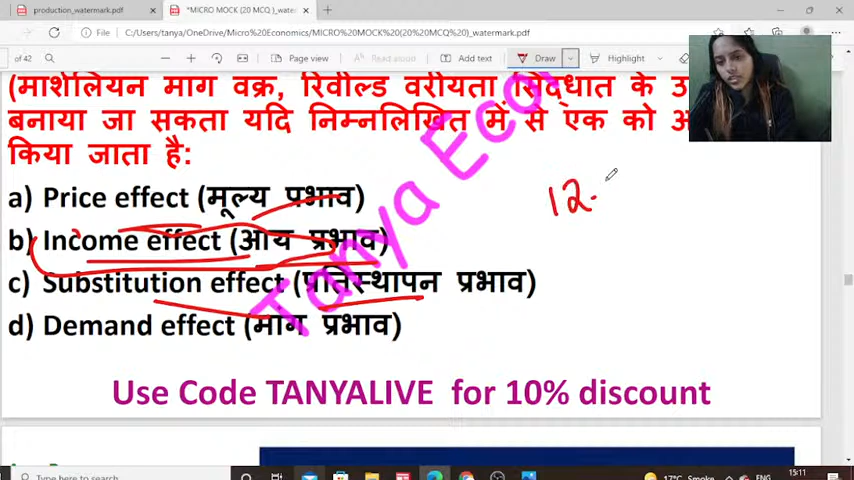 production_watermark.pdf
*MICRO MOCK (20 MCQ )_wate
File
C:/Users/tanya/OneDrive/Micro%20Economics/MICRO%20MOCK%20(20%20MCQ%20)_watermark.pdf
of 42
Page view
Read aloud
Add text
Draw
Highlight
(मार्शेलियन मांग वक्र, रिवील्ड वरीयता सिद्धांत के उ
बनाया जा सकता यदि निम्नलिखित में से एक को अ
किया जाता है:
a) Price effect (मूल्य प्रभाव)
12.
b) Income effect (आय प्रभाव)
c) Substitution effect (प्रतिस्थापन प्रभाव)
d) Demand effect (मांग प्रभाव)
Tanya Econ
Use Code TANYALIVE for 10% discount
Type here to search
17°C Smoke
ENG
15:11